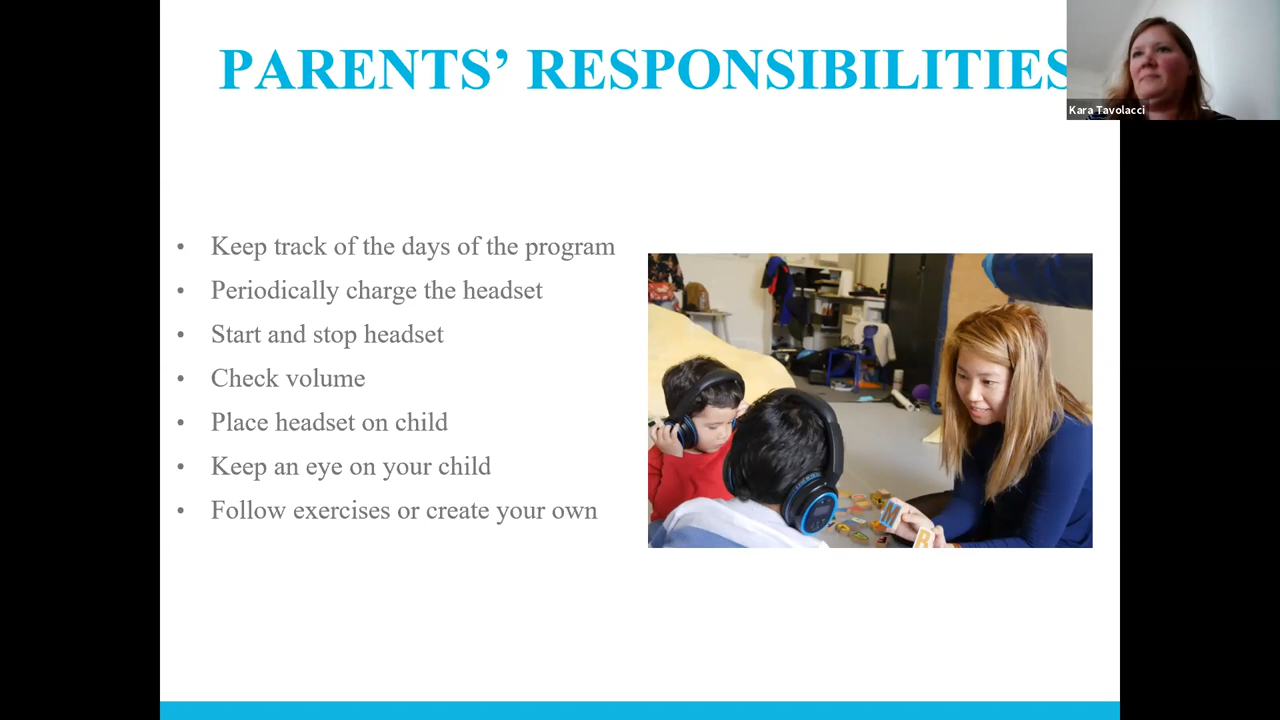 PARENTS’ RESPONSIBILITIES
Kara Tavolacci
• Keep track of the days of the program
• Periodically charge the headset
• Start and stop headset
• Check volume
• Place headset on child
• Keep an eye on your child
• Follow exercises or create your own
M
B